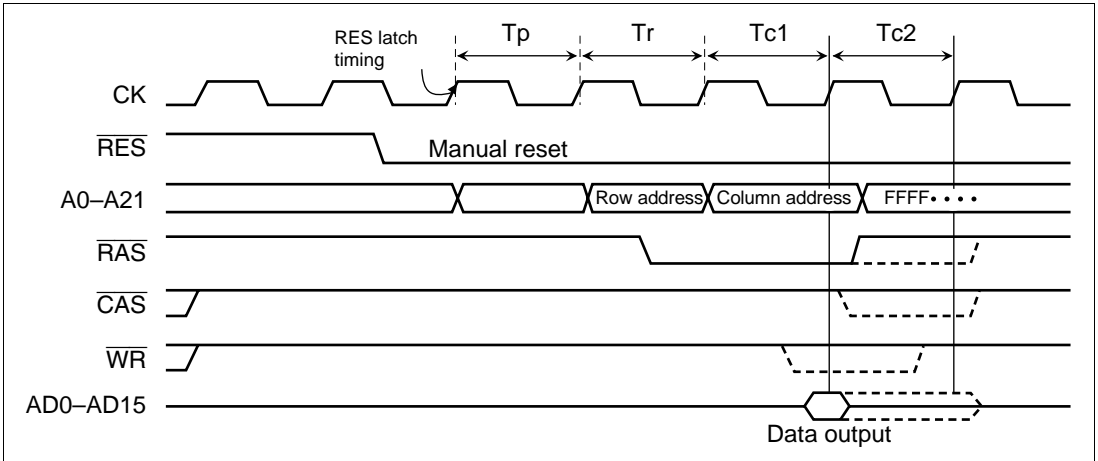 RES latch
timing
Tp
Tr
Tc1
Tc2
CK
RES
Manual reset
A0–A21
Row address
Column address
FFFF
RAS
CAS
WR
AD0–AD15
Data output